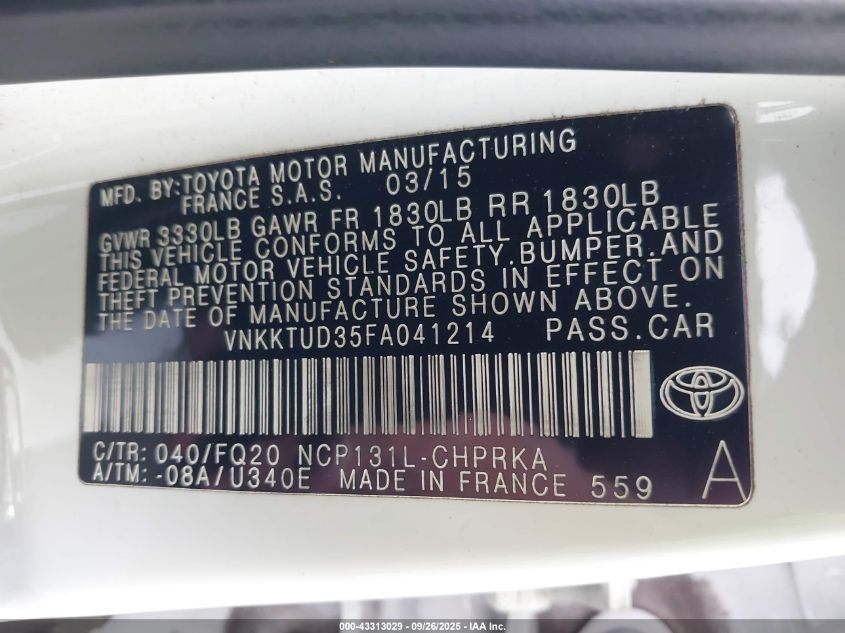 MFD. BY:TOYOTA MOTOR MANUFACTURING
FRANCE S.A.S. 03/15
GVWR 3330LB GAWR FR 1830LB RR 1830LB
THIS VEHICLE CONFORMS TO ALL APPLICABLE
FEDERAL MOTOR VEHICLE SAFETY,BUMPER,AND
THEFT PREVENTION STANDARDS IN EFFECT ON
THE DATE OF MANUFACTURE SHOWN ABOVE.
VNKKTUD35FA041214 PASS.CAR
C/TR: 040/FQ20 NCP131L-CHPRKA
A/TM: -08A/U340E MADE IN FRANCE 559 A
000-43313029 - 09/26/2025 - IAA Inc.